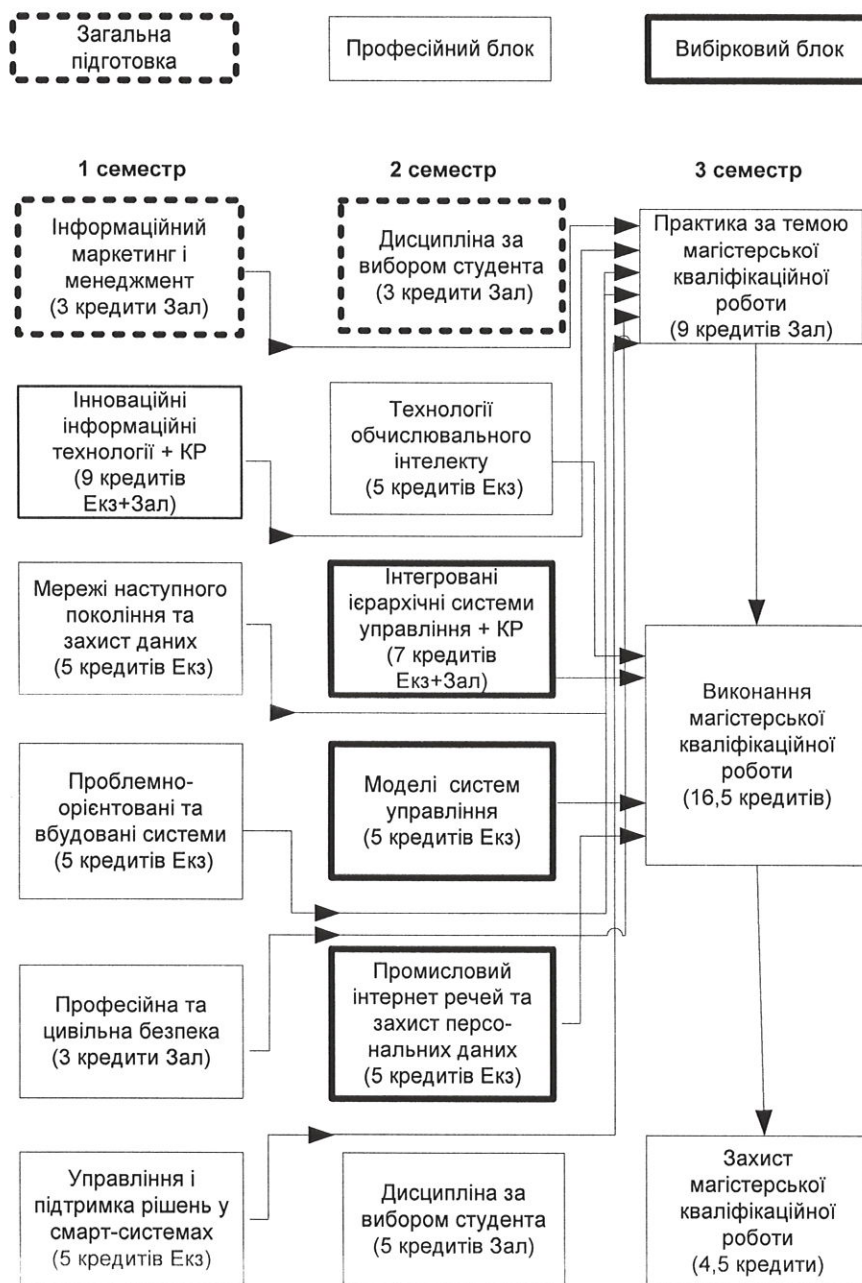 Загальна
підготовка
Професійний блок
Вибірковий блок
1 семестр
2 семестр
3 семестр
Інформаційний
маркетинг і
менеджмент
(3 кредити Зал)
Дисципліна за
вибором студента
(3 кредити Зал)
Практика за темою
магістерської
кваліфікаційної
роботи
(9 кредитів Зал)
Інноваційні
інформаційні
технології + КР
(9 кредитів
Екз+Зал)
Технології
обчислювального
інтелекту
(5 кредитів Екз)
Мережі наступного
покоління та
захист даних
(5 кредитів Екз)
Інтегровані
ієрархічні системи
управління + КР
(7 кредитів
Екз+Зал)
Виконання
магістерської
кваліфікаційної
роботи
(16,5 кредитів)
Проблемно-
орієнтовані та
вбудовані системи
(5 кредитів Екз)
Моделі систем
управління
(5 кредитів Екз)
Професійна та
цивільна безпека
(3 кредити Зал)
Промисловий
інтернет речей та
захист персо-
нальних даних
(5 кредитів Екз)
Управління і
підтримка рішень у
смарт-системах
(5 кредитів Екз)
Дисципліна за
вибором студента
(5 кредитів Зал)
Захист
магістерської
кваліфікаційної
роботи
(4,5 кредити)